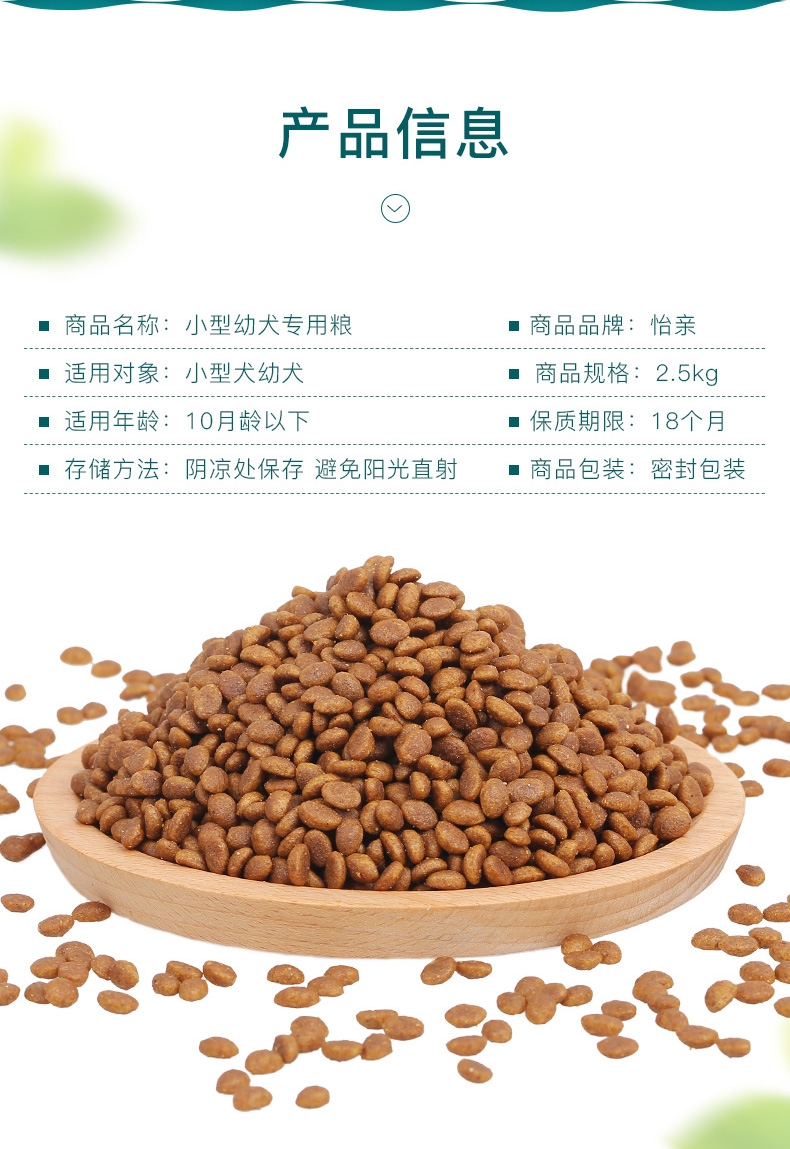 产品信息
商品名称：小型幼犬专用粮
商品品牌：怡亲
适用对象：小型犬幼犬
商品规格：2.5kg
适用年龄：10月龄以下
保质期限：18个月
存储方法：阴凉处保存 避免阳光直射
商品包装：密封包装